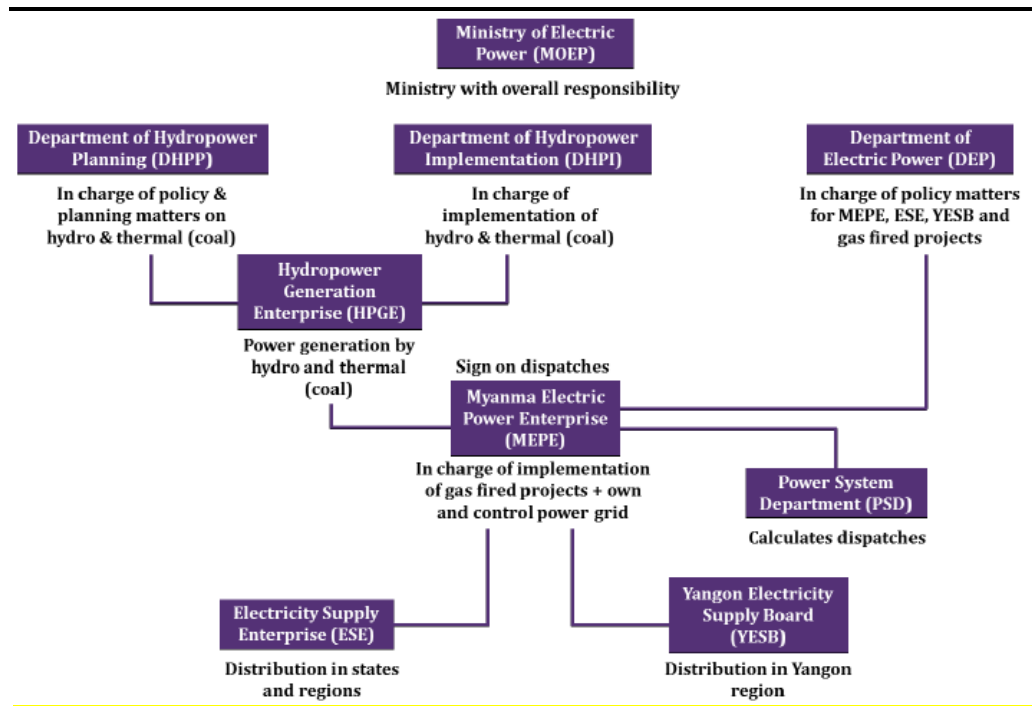 Ministry of Electric
Power (MOEP)
Ministry with overall responsibility
Department of Hydropower
Planning (DHPP)
In charge of policy &
planning matters on
hydro & thermal (coal)
Department of Hydropower
Implementation (DHPI)
In charge of
implementation of
hydro & thermal (coal)
Department of
Electric Power (DEP)
In charge of policy matters
for MEPE, ESE, YESB and
gas fired projects
Hydropower
Generation
Enterprise (HPGE)
Power generation by
hydro and thermal
(coal)
Sign on dispatches
Myanma Electric
Power Enterprise
(MEPE)
In charge of implementation
of gas fired projects + own
and control power grid
Power System
Department (PSD)
Calculates dispatches
Electricity Supply
Enterprise (ESE)
Distribution in states
and regions
Yangon Electricity
Supply Board
(YESB)
Distribution in Yangon
region